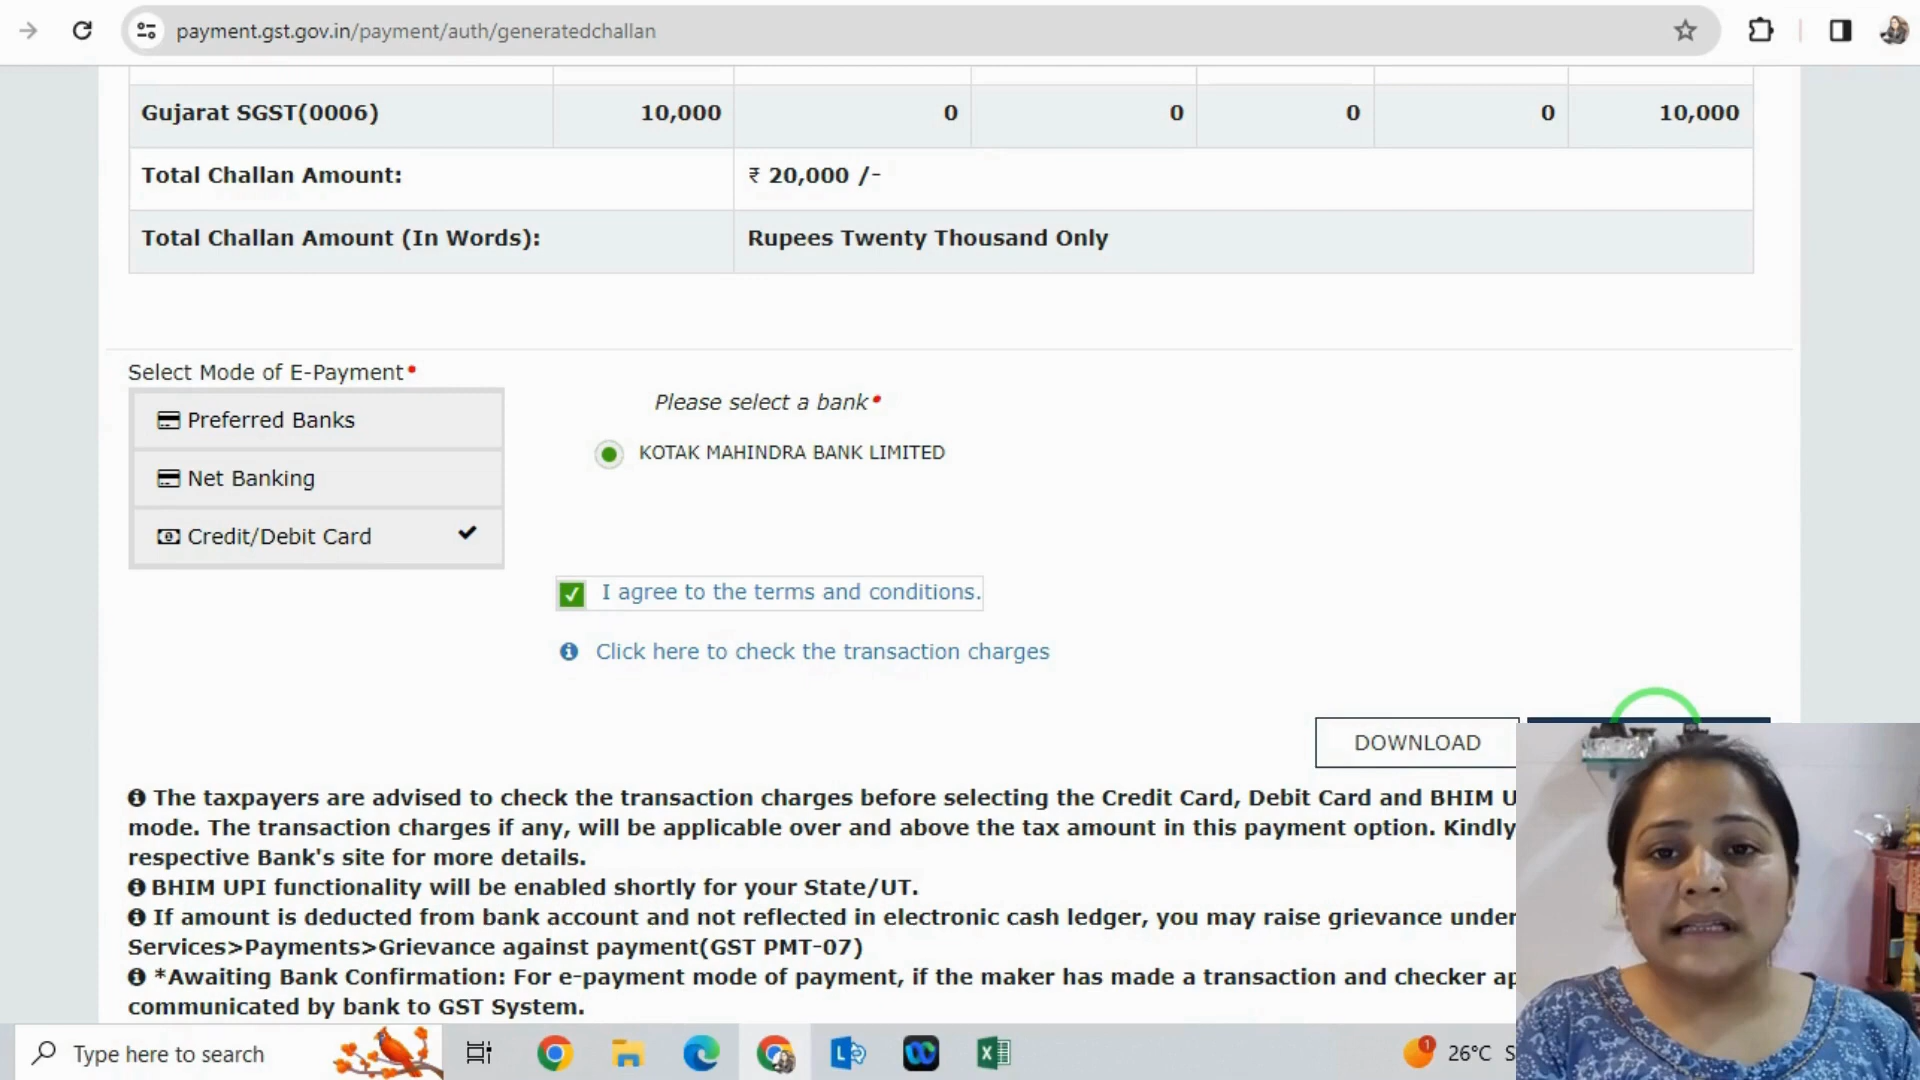 payment.gst.gov.in/payment/auth/generatedchallan
Gujarat SGST(0006) 10,000 0 0 0 0 10,000
Total Challan Amount: ₹ 20,000 /-
Total Challan Amount (In Words): Rupees Twenty Thousand Only
Select Mode of E-Payment•
Please select a bank•
Preferred Banks
KOTAK MAHINDRA BANK LIMITED
Net Banking
Credit/Debit Card
I agree to the terms and conditions.
Click here to check the transaction charges
DOWNLOAD
The taxpayers are advised to check the transaction charges before selecting the Credit Card, Debit Card and BHIM U
mode. The transaction charges if any, will be applicable over and above the tax amount in this payment option. Kindly
respective Bank's site for more details.
BHIM UPI functionality will be enabled shortly for your State/UT.
If amount is deducted from bank account and not reflected in electronic cash ledger, you may raise grievance under
Services>Payments>Grievance against payment(GST PMT-07)
*Awaiting Bank Confirmation: For e-payment mode of payment, if the maker has made a transaction and checker ap
communicated by bank to GST System.
Type here to search
1
26°C S